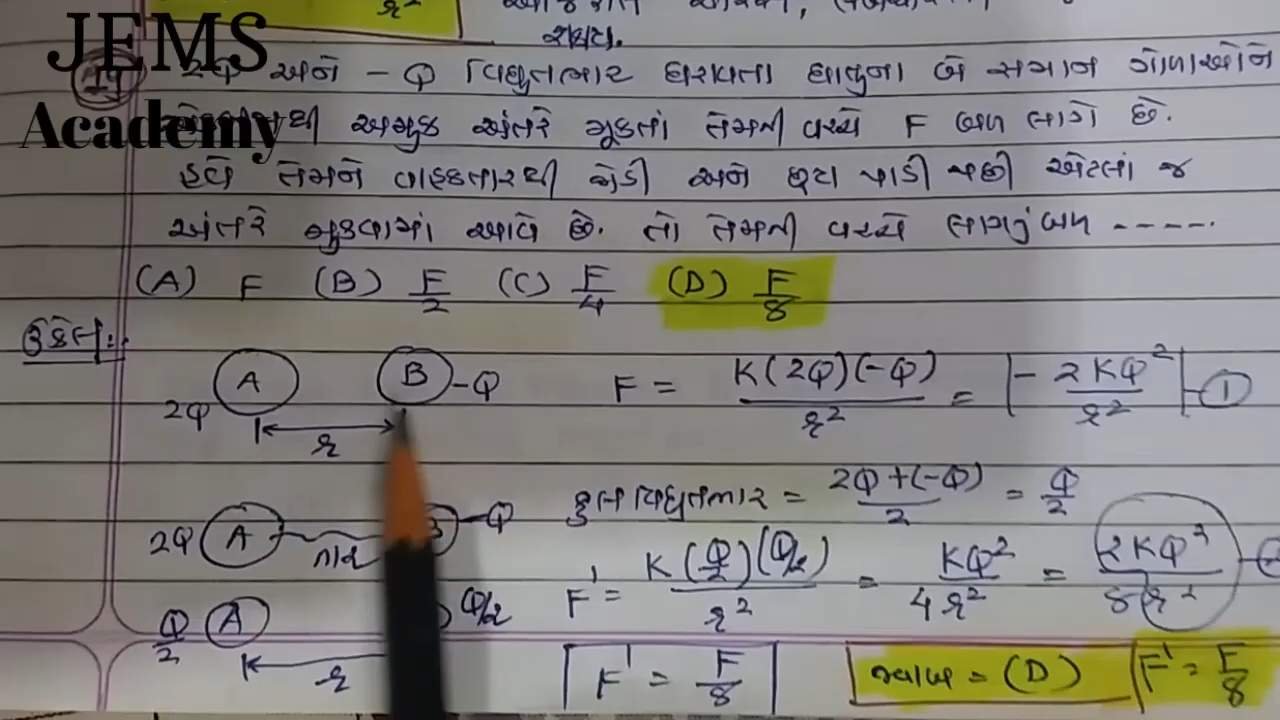 JEMS
Academy
થાય.
2Q અને - Q વિદ્યુતભાર ધરાવતા ધાતુના બે સમાન ગોળાઓને
અમુક અંતરે મૂકતાં તેમની વચ્ચે F બળ લાગે છે.
હવે તેમને વાહકતારથી જોડી અને છુટા પાડી પછી એટલાં જ
અંતરે મુકવામાં આવે છે. તો તેમની વચ્ચે લાગતું બળ -----.
(A) F (B) F/2 (C) F/4 (D) F/8
ઉકેલ:-
A B -Q F = K(2Q)(-Q)/r² = |- 2KQ²/r²| -①
2Q
r
કુલ વિદ્યુતભાર = 2Q+(-Q)/2 = Q/2
2Q A તાર B -Q
F' = K(Q/2)(Q/2)/r² = KQ²/4r² = 2KQ²/8r²
Q/2 A Q/2
r
F' = F/8 જવાબ = (D) F' = F/8